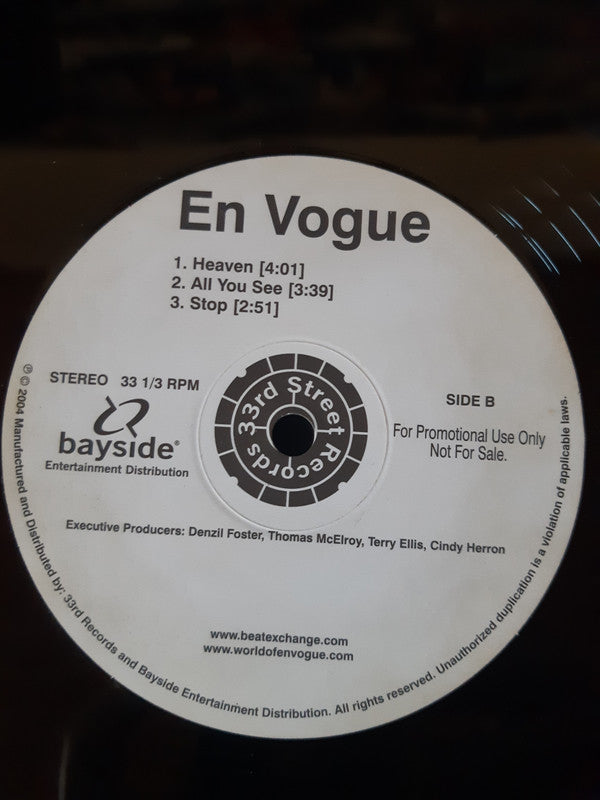 En Vogue
1. Heaven [4:01]
2. All You See [3:39]
3. Stop [2:51]
STEREO 33 1/3 RPM
bayside®
Entertainment Distribution
33rd Street Records
SIDE B
For Promotional Use Only
Not For Sale.
Executive Producers: Denzil Foster, Thomas McElroy, Terry Ellis, Cindy Herron
www.beatexchange.com
www.worldofenvogue.com
℗ © 2004 Manufactured and Distributed by: 33rd Records and Bayside Entertainment Distribution. All rights reserved. Unauthorized duplication is a violation of applicable laws.